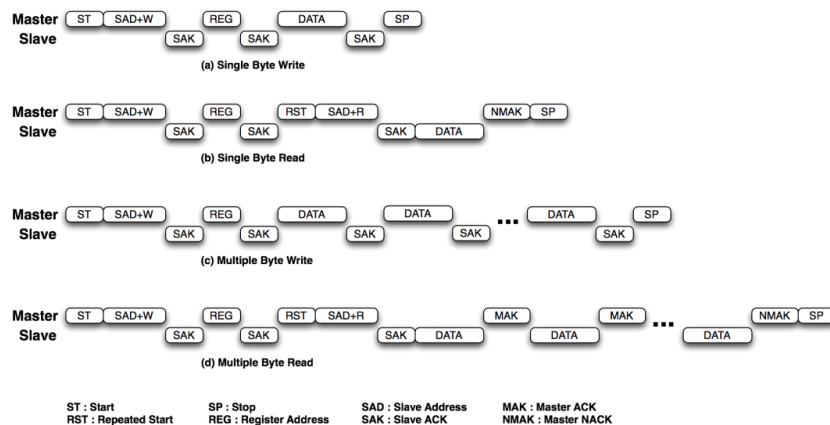 Master ST SAD+W REG DATA SP
Slave SAK SAK SAK
(a) Single Byte Write
Master ST SAD+W REG RST SAD+R NMAK SP
Slave SAK SAK SAK DATA
(b) Single Byte Read
Master ST SAD+W REG DATA DATA ... DATA SP
Slave SAK SAK SAK SAK SAK
(c) Multiple Byte Write
Master ST SAD+W REG RST SAD+R MAK MAK ... NMAK SP
Slave SAK SAK SAK DATA DATA DATA
(d) Multiple Byte Read
ST : Start SP : Stop SAD : Slave Address MAK : Master ACK
RST : Repeated Start REG : Register Address SAK : Slave ACK NMAK : Master NACK